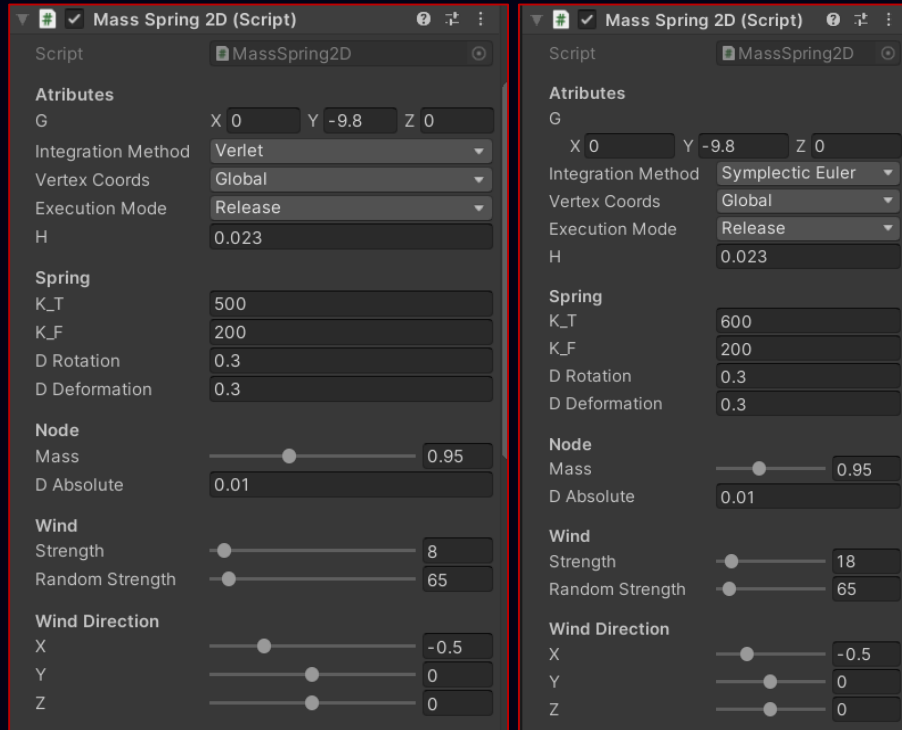 Mass Spring 2D (Script)
Script MassSpring2D
Atributes
G X 0 Y -9.8 Z 0
Integration Method Verlet
Vertex Coords Global
Execution Mode Release
H 0.023
Spring
K_T 500
K_F 200
D Rotation 0.3
D Deformation 0.3
Node
Mass 0.95
D Absolute 0.01
Wind
Strength 8
Random Strength 65
Wind Direction
X -0.5
Y 0
Z 0
Mass Spring 2D (Script)
Script MassSpring2D
Atributes
G
X 0 Y -9.8 Z 0
Integration Method Symplectic Euler
Vertex Coords Global
Execution Mode Release
H 0.023
Spring
K_T 600
K_F 200
D Rotation 0.3
D Deformation 0.3
Node
Mass 0.95
D Absolute 0.01
Wind
Strength 18
Random Strength 65
Wind Direction
X -0.5
Y 0
Z 0